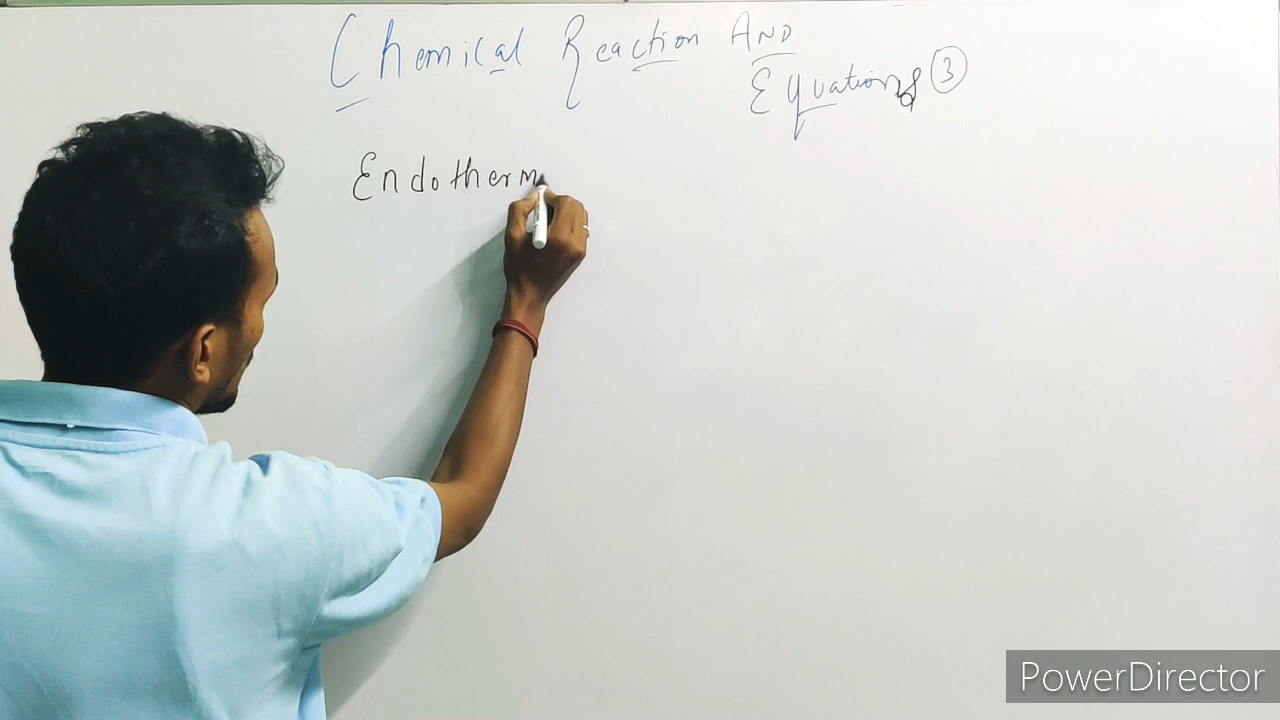 Chemical Reaction AND
Equations ③
Endotherm
PowerDirector